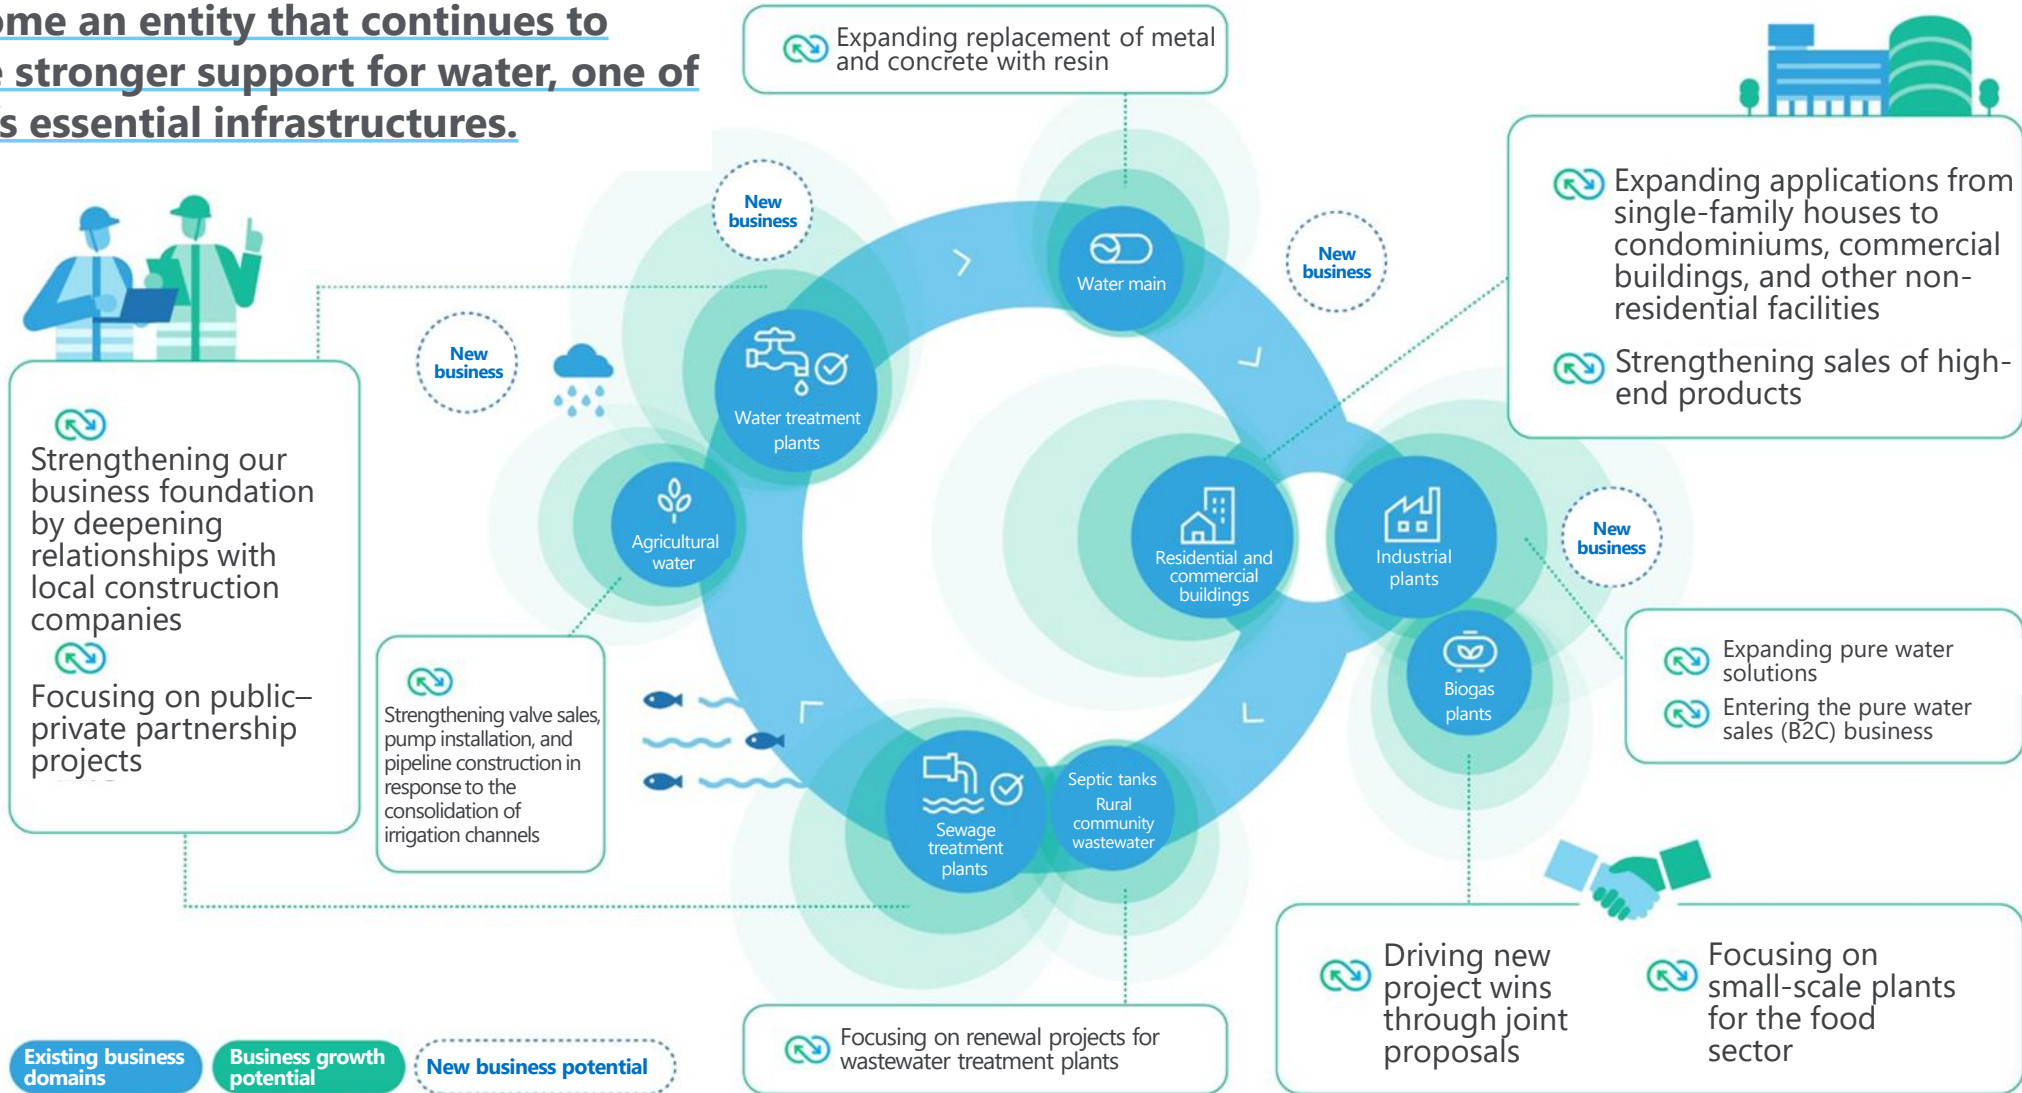 an entity that continues to
stronger support for water, one of
essential infrastructures.
Expanding replacement of metal
and concrete with resin
Expanding applications from
single-family houses to
condominiums, commercial
buildings, and other non-
residential facilities
Strengthening sales of high-
end products
New
business
New
business
New
business
New
business
Water main
Water treatment
plants
Agricultural
water
Residential and
commercial
buildings
Industrial
plants
Biogas
plants
Septic tanks
Rural
community
wastewater
Sewage
treatment
plants
Strengthening our
business foundation
by deepening
relationships with
local construction
companies
Focusing on public–
private partnership
projects
Strengthening valve sales,
pump installation, and
pipeline construction in
response to the
consolidation of
irrigation channels
Expanding pure water
solutions
Entering the pure water
sales (B2C) business
Driving new
project wins
through joint
proposals
Focusing on
small-scale plants
for the food
sector
Focusing on renewal projects for
wastewater treatment plants
Existing business
domains
Business growth
potential
New business potential